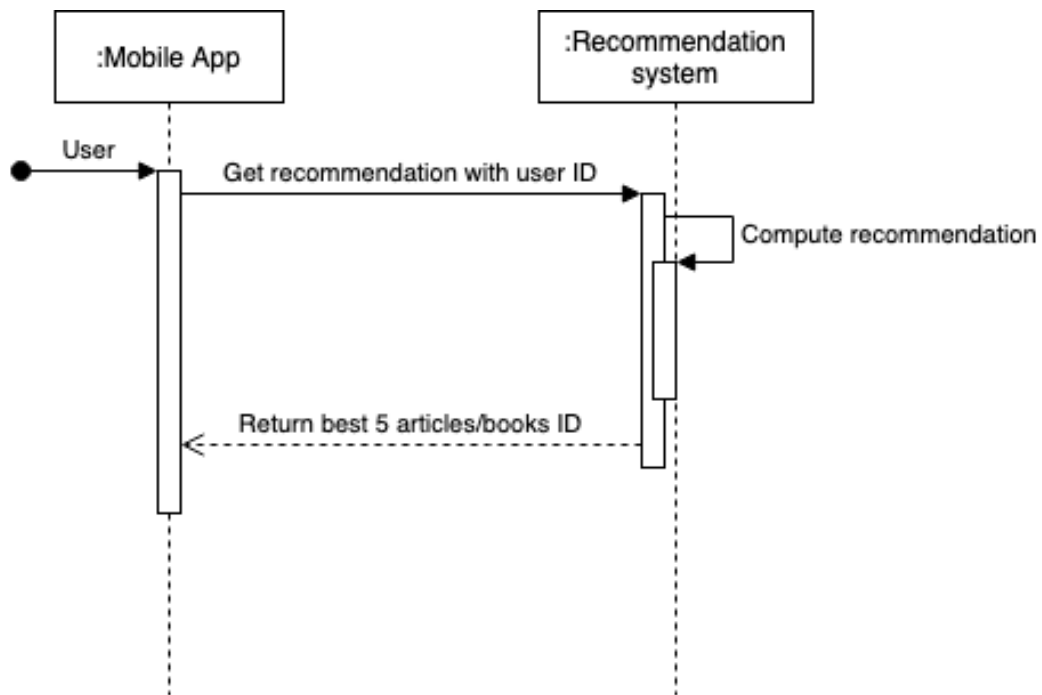 :Mobile App
:Recommendation
system
User
Get recommendation with user ID
Compute recommendation
Return best 5 articles/books ID